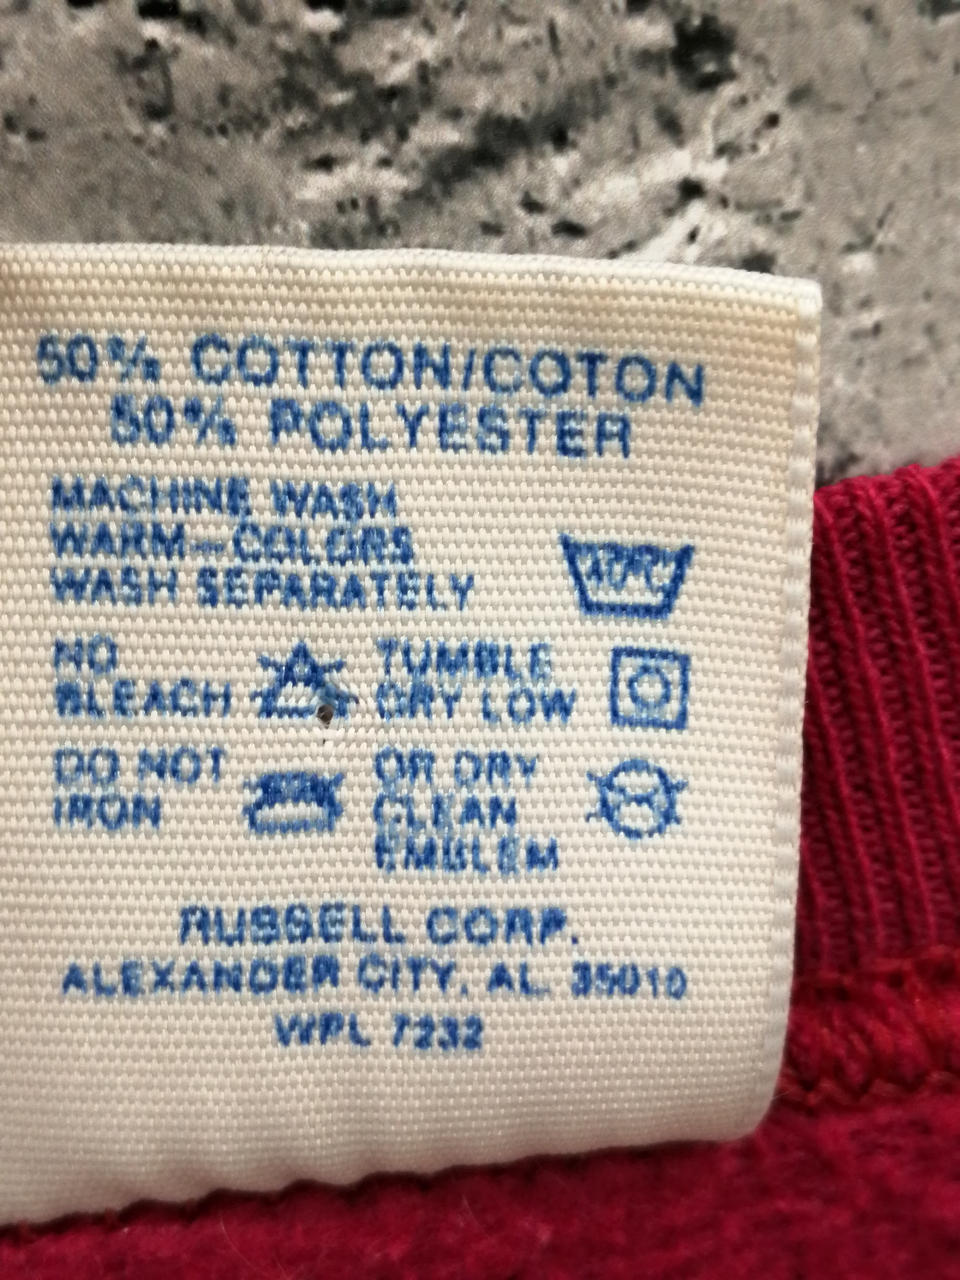 50% COTTON/COTON
50% POLYESTER
MACHINE WASH
WARM—COLORS
WASH SEPARATELY
40°C
NO
BLEACH
TUMBLE
DRY LOW
DO NOT
IRON
OR DRY
CLEAN
EMBLEM
RUSSELL CORP.
ALEXANDER CITY, AL. 35010
WPL 7232